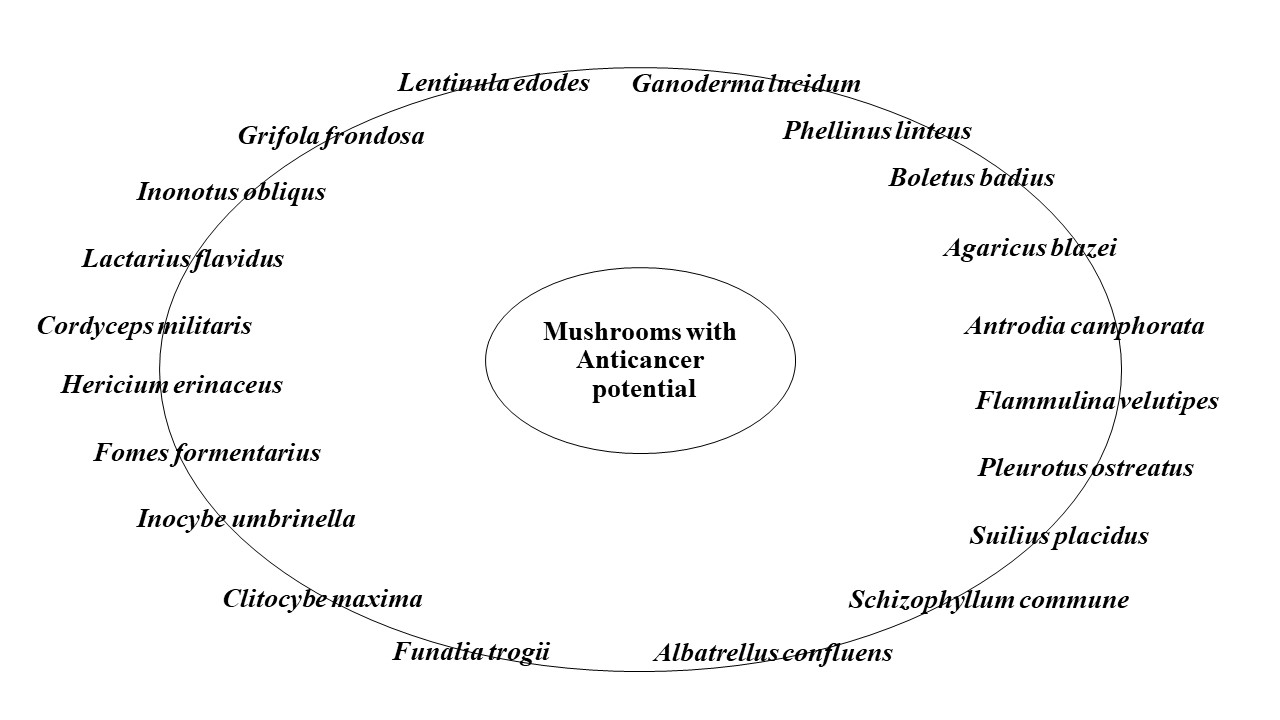 Lentinula edodes
Ganoderma lucidum
Grifola frondosa
Phellinus linteus
Inonotus obliqus
Boletus badius
Lactarius flavidus
Agaricus blazei
Cordyceps militaris
Antrodia camphorata
Mushrooms with
Anticancer
potential
Hericium erinaceus
Flammulina velutipes
Fomes formentarius
Pleurotus ostreatus
Inocybe umbrinella
Suilius placidus
Clitocybe maxima
Schizophyllum commune
Funalia trogii
Albatrellus confluens